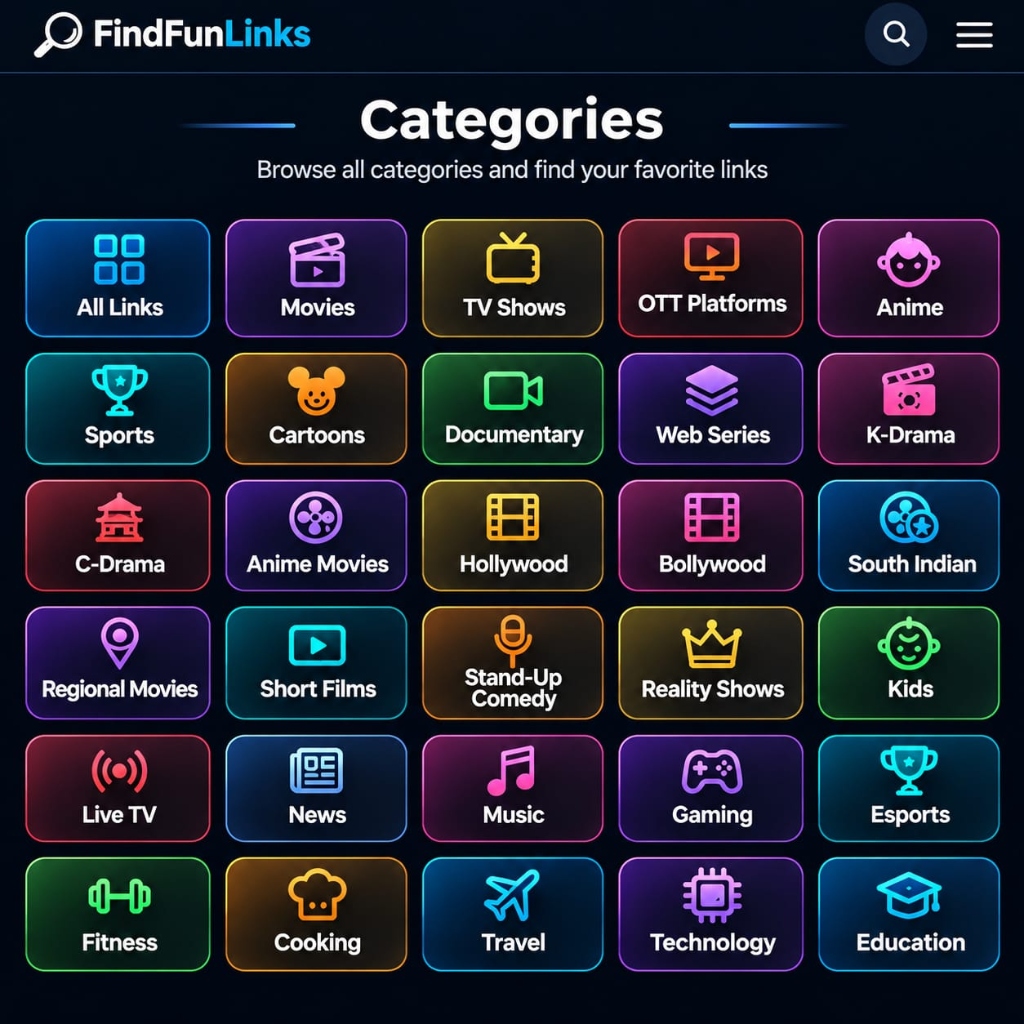 FindFunLinks
Categories
Browse all categories and find your favorite links
All Links
Movies
TV Shows
OTT Platforms
Anime
Sports
Cartoons
Documentary
Web Series
K-Drama
C-Drama
Anime Movies
Hollywood
Bollywood
South Indian
Regional Movies
Short Films
Stand-Up
Comedy
Reality Shows
Kids
Live TV
News
Music
Gaming
Esports
Fitness
Cooking
Travel
Technology
Education